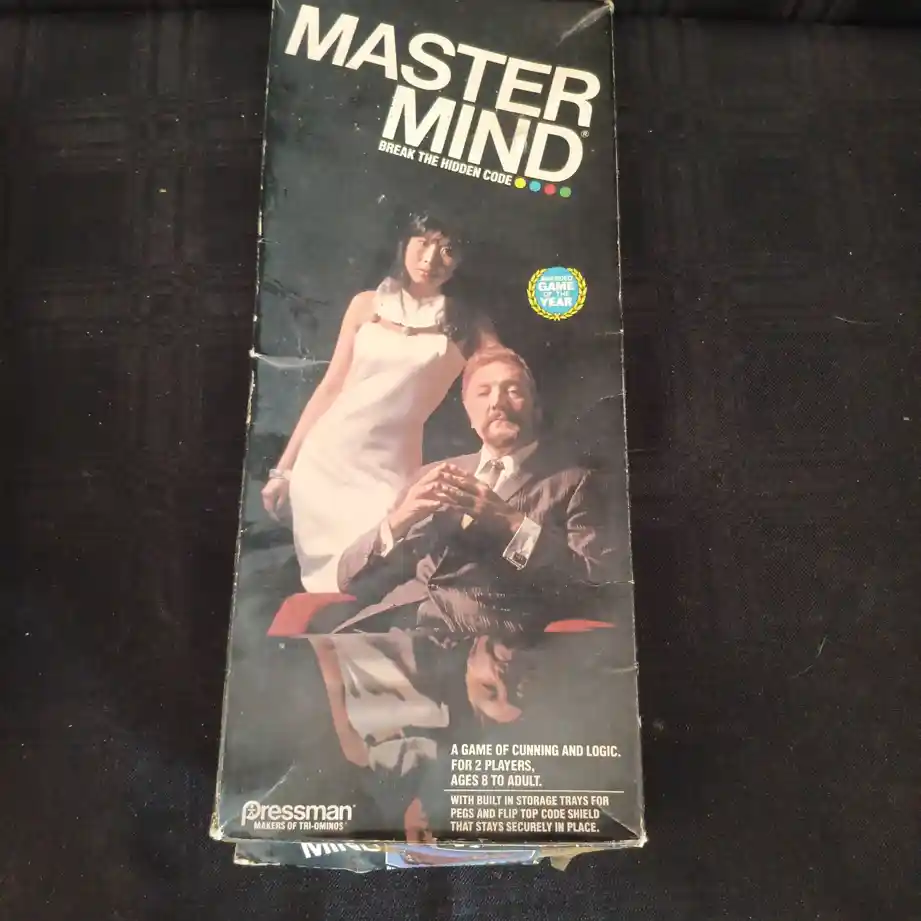 MASTER
MIND®
BREAK THE HIDDEN CODE
AWARDED
GAME
OF THE
YEAR
A GAME OF CUNNING AND LOGIC.
FOR 2 PLAYERS,
AGES 8 TO ADULT.
WITH BUILT IN STORAGE TRAYS FOR
PEGS AND FLIP TOP CODE SHIELD
THAT STAYS SECURELY IN PLACE.
Pressman®
MAKERS OF TRI-OMINOS®
MIND